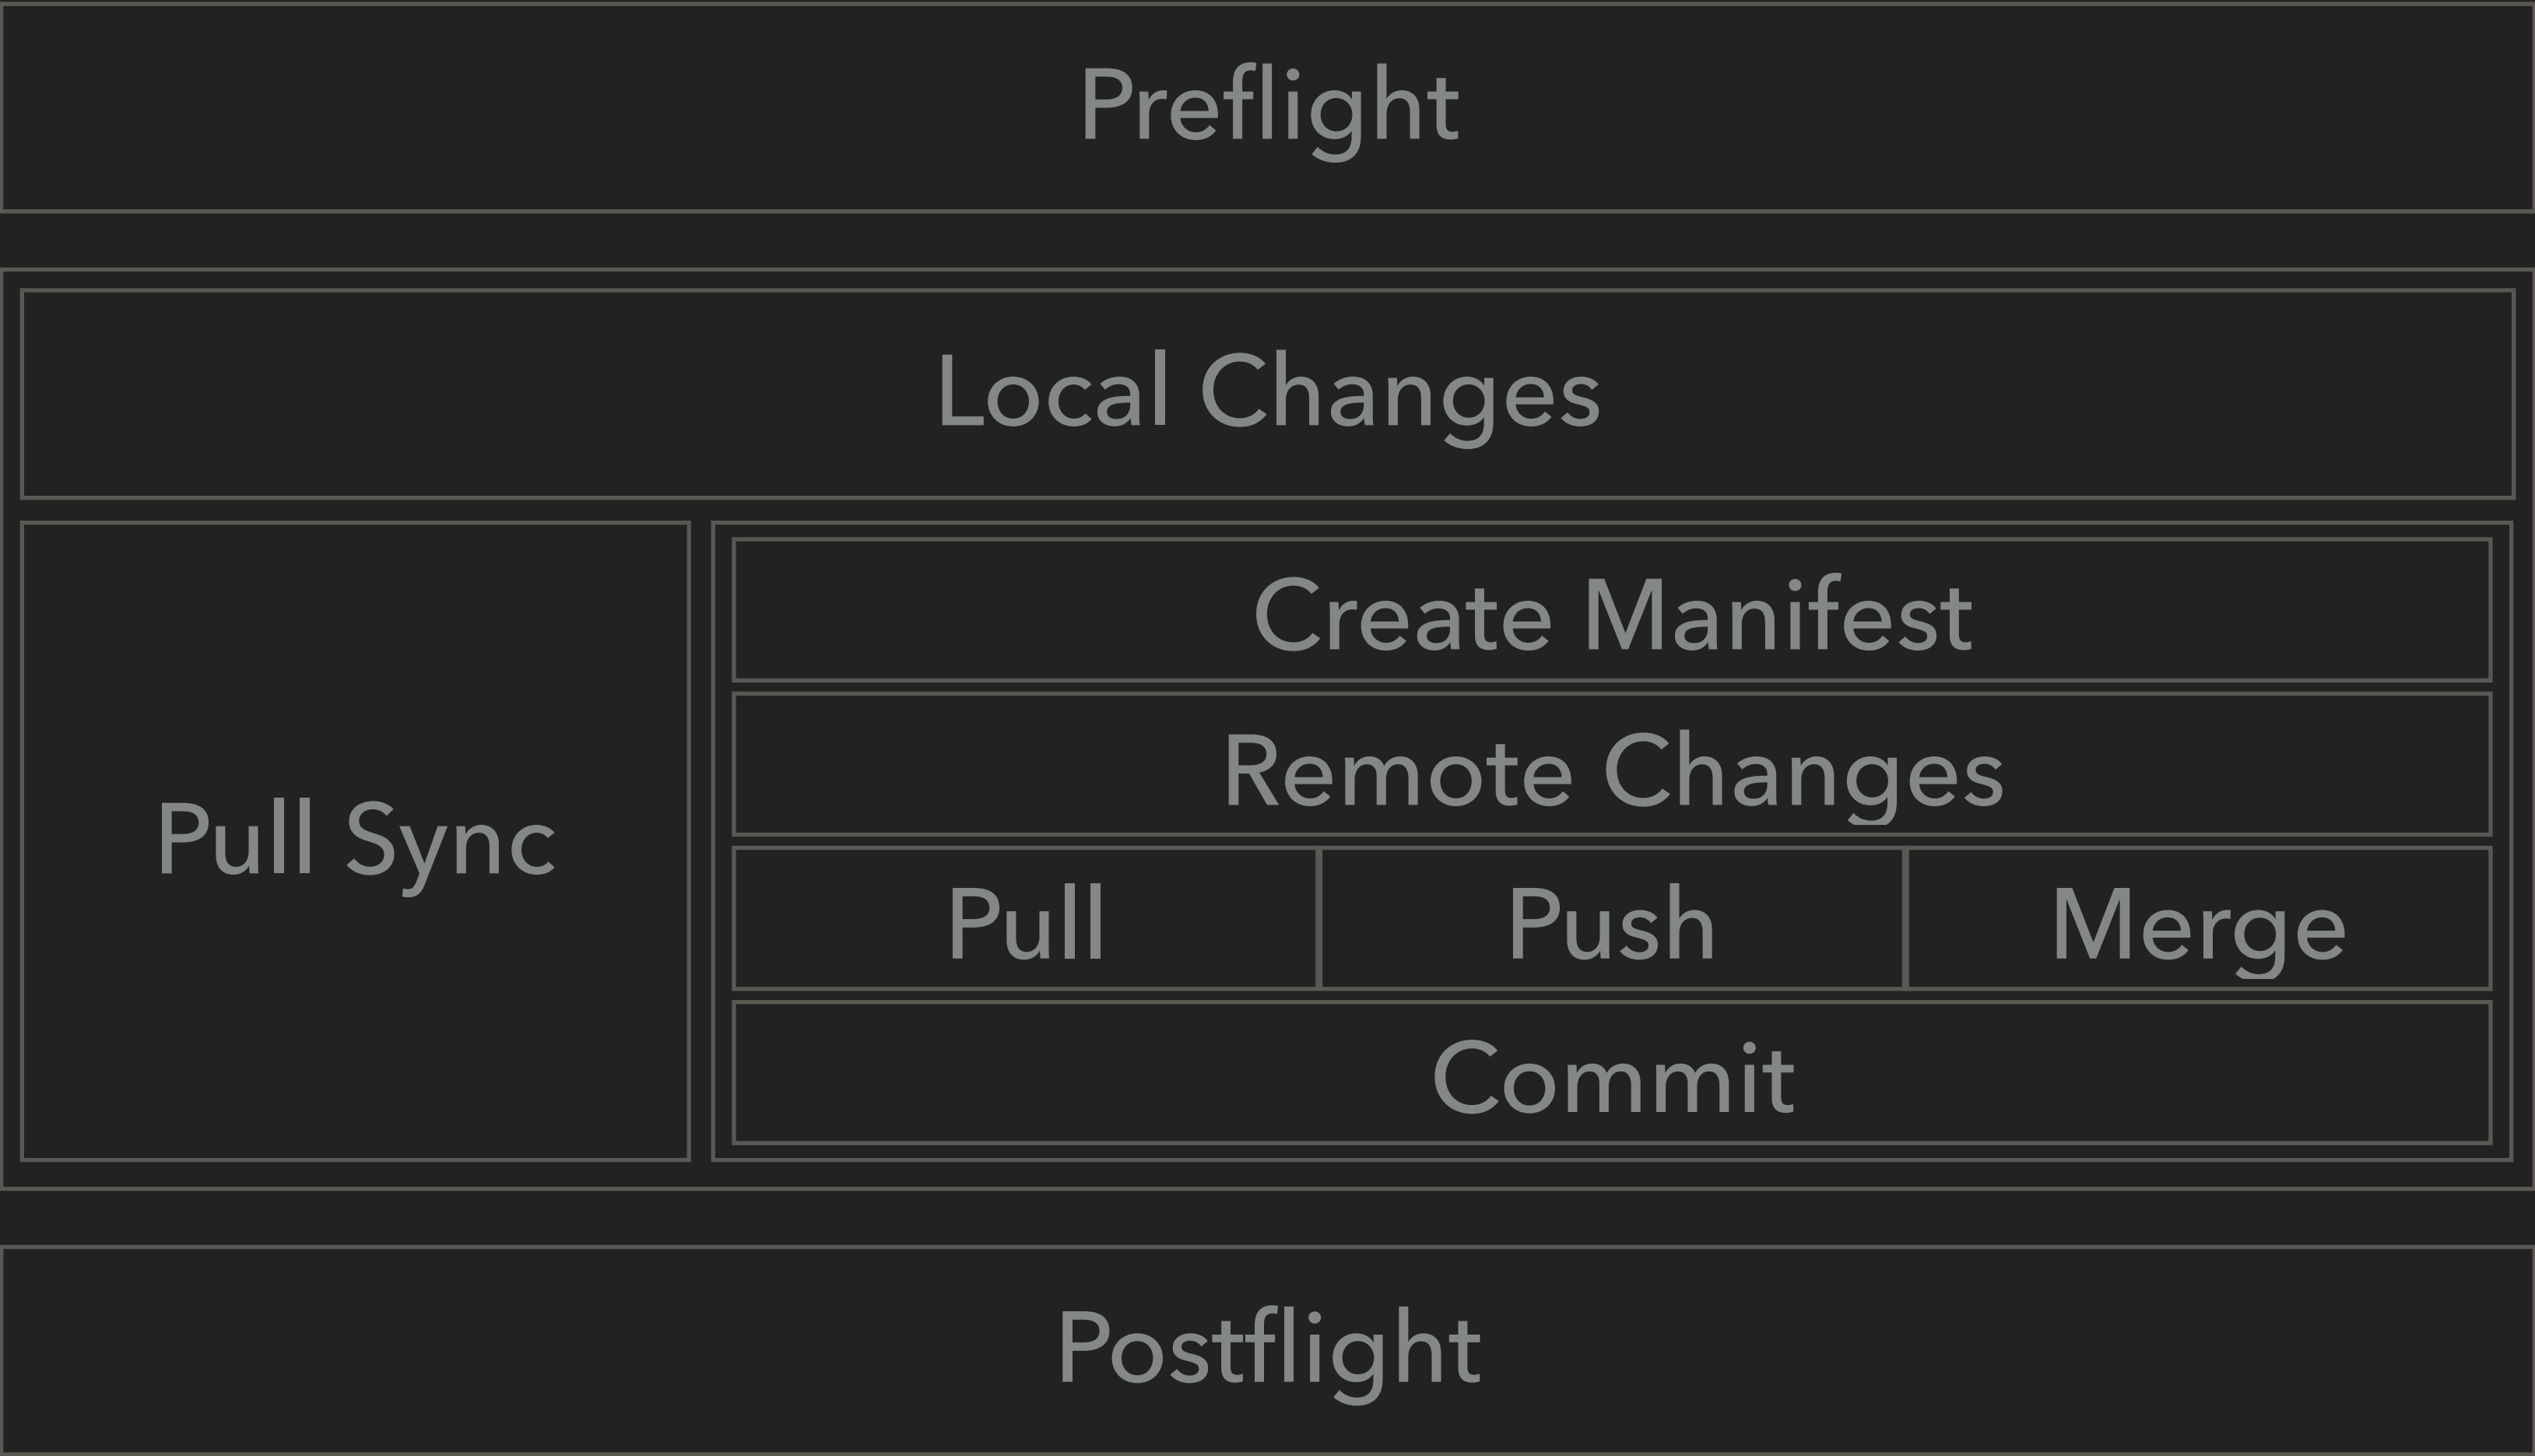 Preflight
Local Changes
Pull Sync
Create Manifest
Remote Changes
Pull
Push
Merge
Commit
Postflight